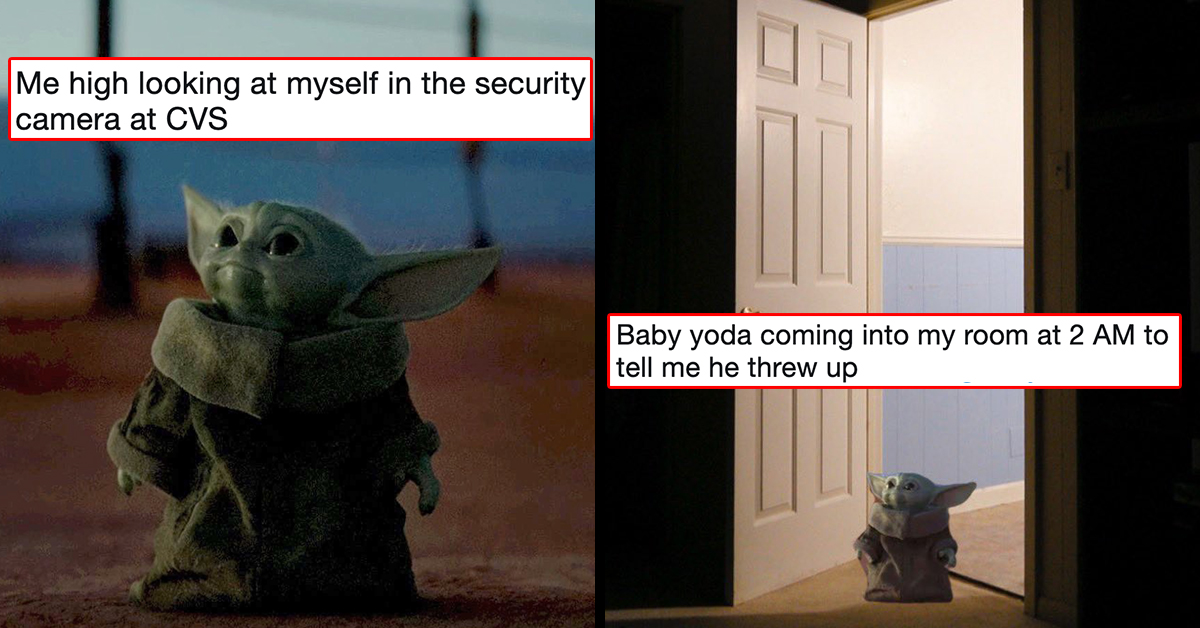 Me high looking at myself in the security
camera at CVS
Baby yoda coming into my room at 2 AM to
tell me he threw up